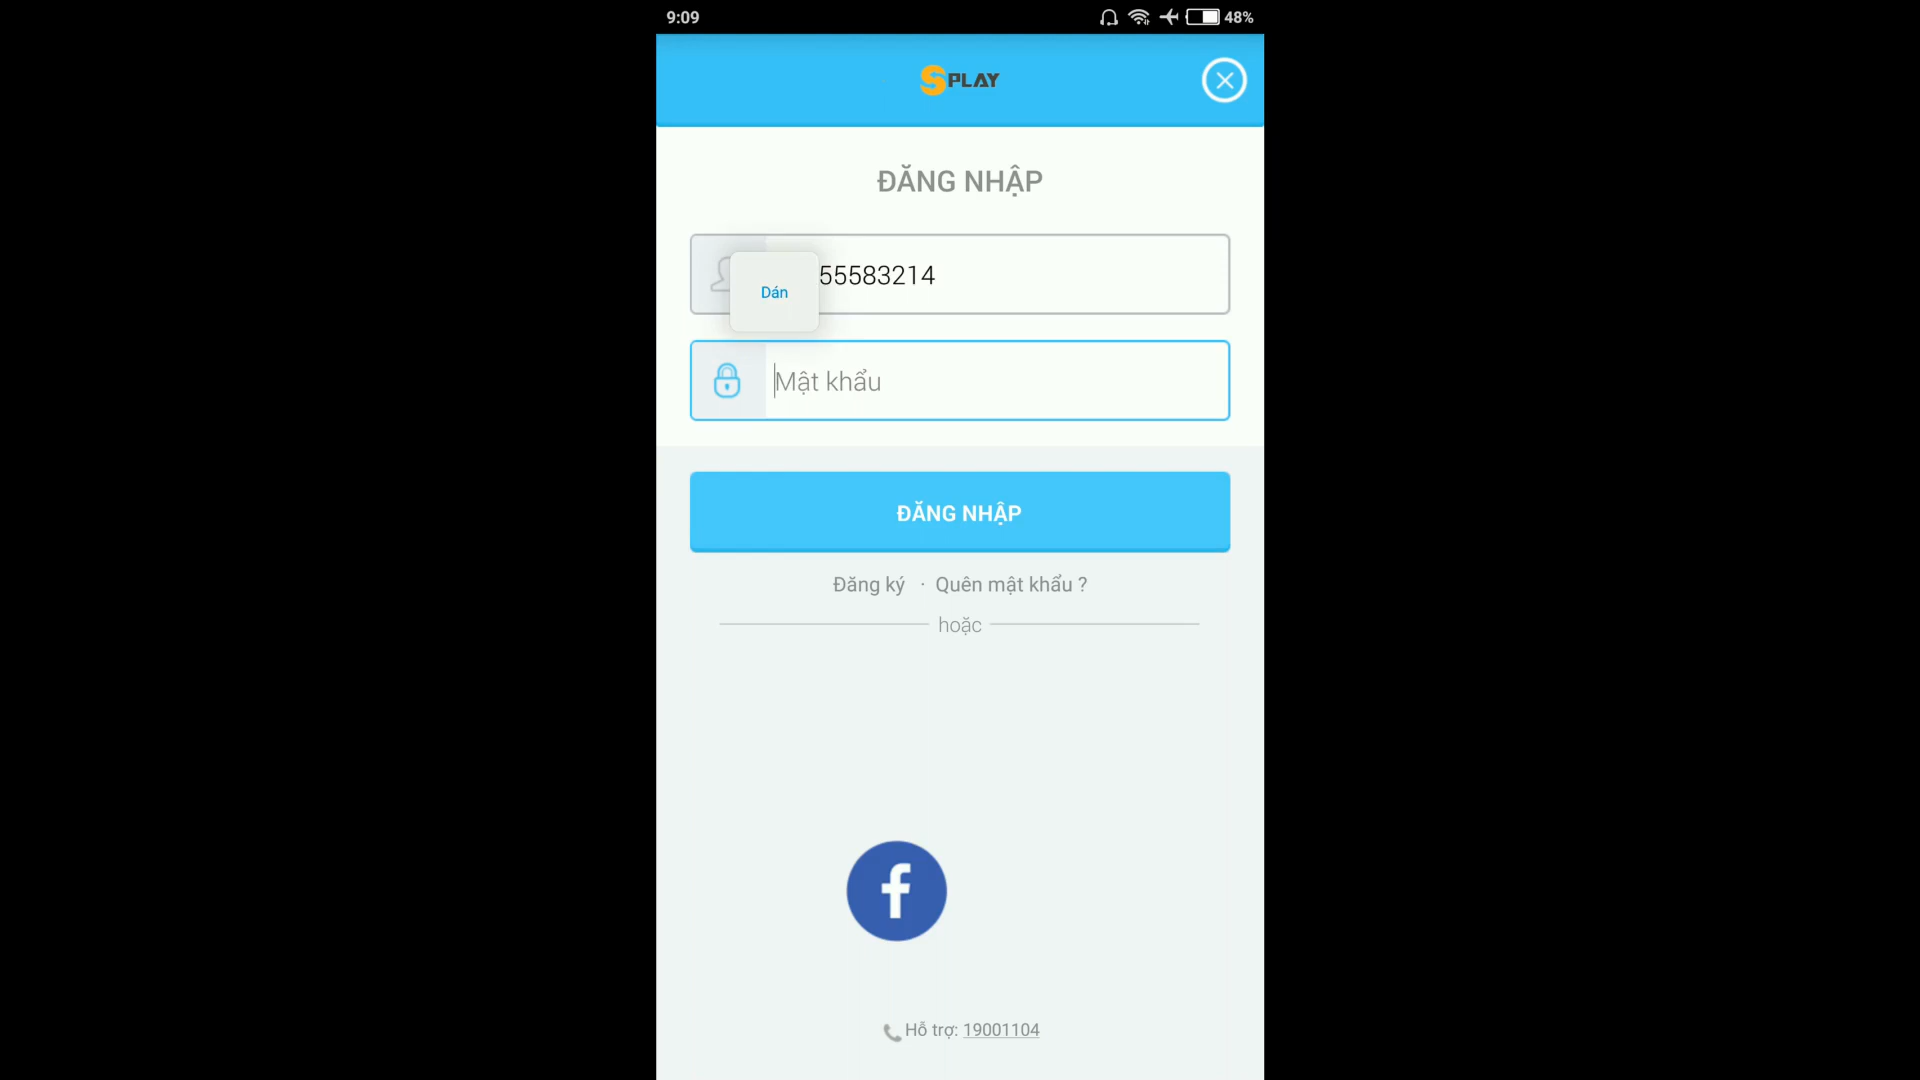 9:09
48%
SPLAY
ĐĂNG NHẬP
55583214
Dán
Mật khẩu
ĐĂNG NHẬP
Đăng ký · Quên mật khẩu ?
hoặc
f
Hỗ trợ: 19001104